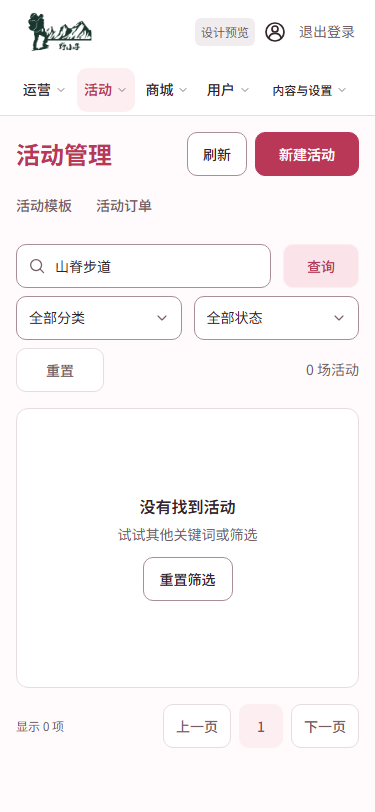 行山子
设计预览
退出登录
运营
活动
商城
用户
内容与设置
活动管理
刷新
新建活动
活动模板
活动订单
山脊步道
查询
全部分类
全部状态
重置
0 场活动
没有找到活动
试试其他关键词或筛选
重置筛选
显示 0 项
上一页
1
下一页